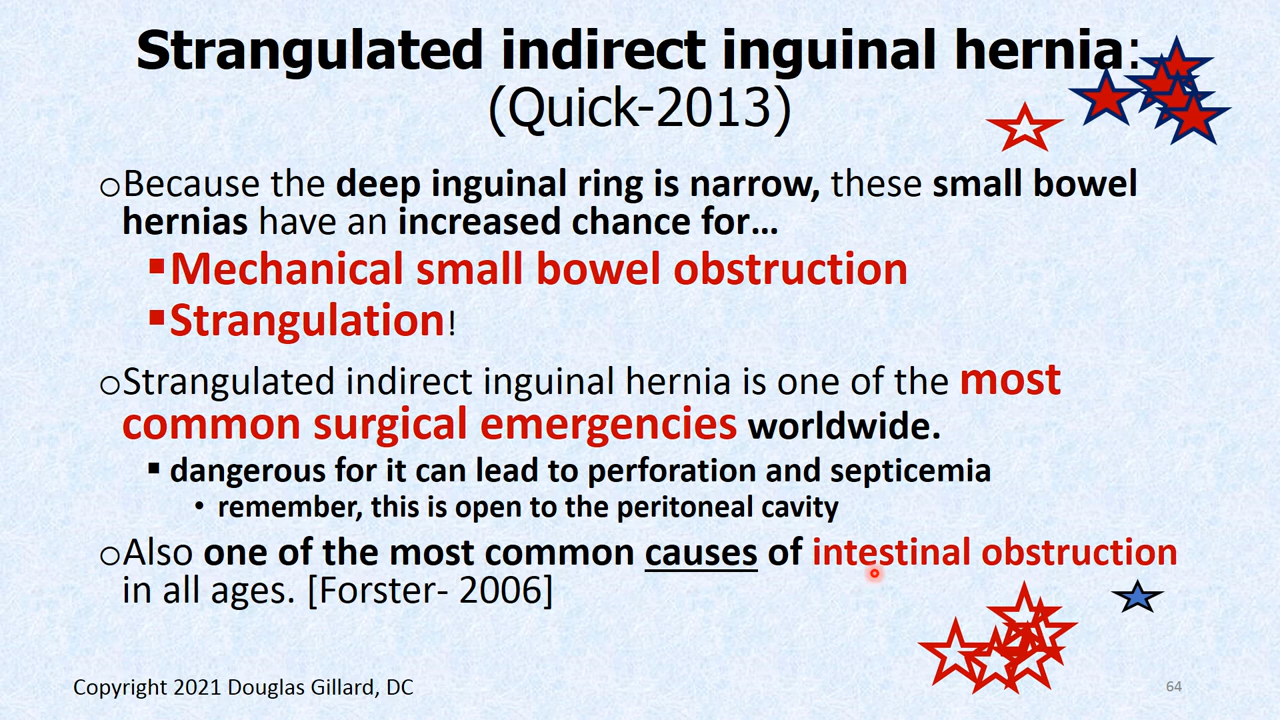 Strangulated indirect inguinal hernia:
(Quick-2013)
oBecause the deep inguinal ring is narrow, these small bowel
hernias have an increased chance for…
▪Mechanical small bowel obstruction
▪Strangulation!
oStrangulated indirect inguinal hernia is one of the most
common surgical emergencies worldwide.
▪ dangerous for it can lead to perforation and septicemia
• remember, this is open to the peritoneal cavity
oAlso one of the most common causes of intestinal obstruction
in all ages. [Forster- 2006]
Copyright 2021 Douglas Gillard, DC
64